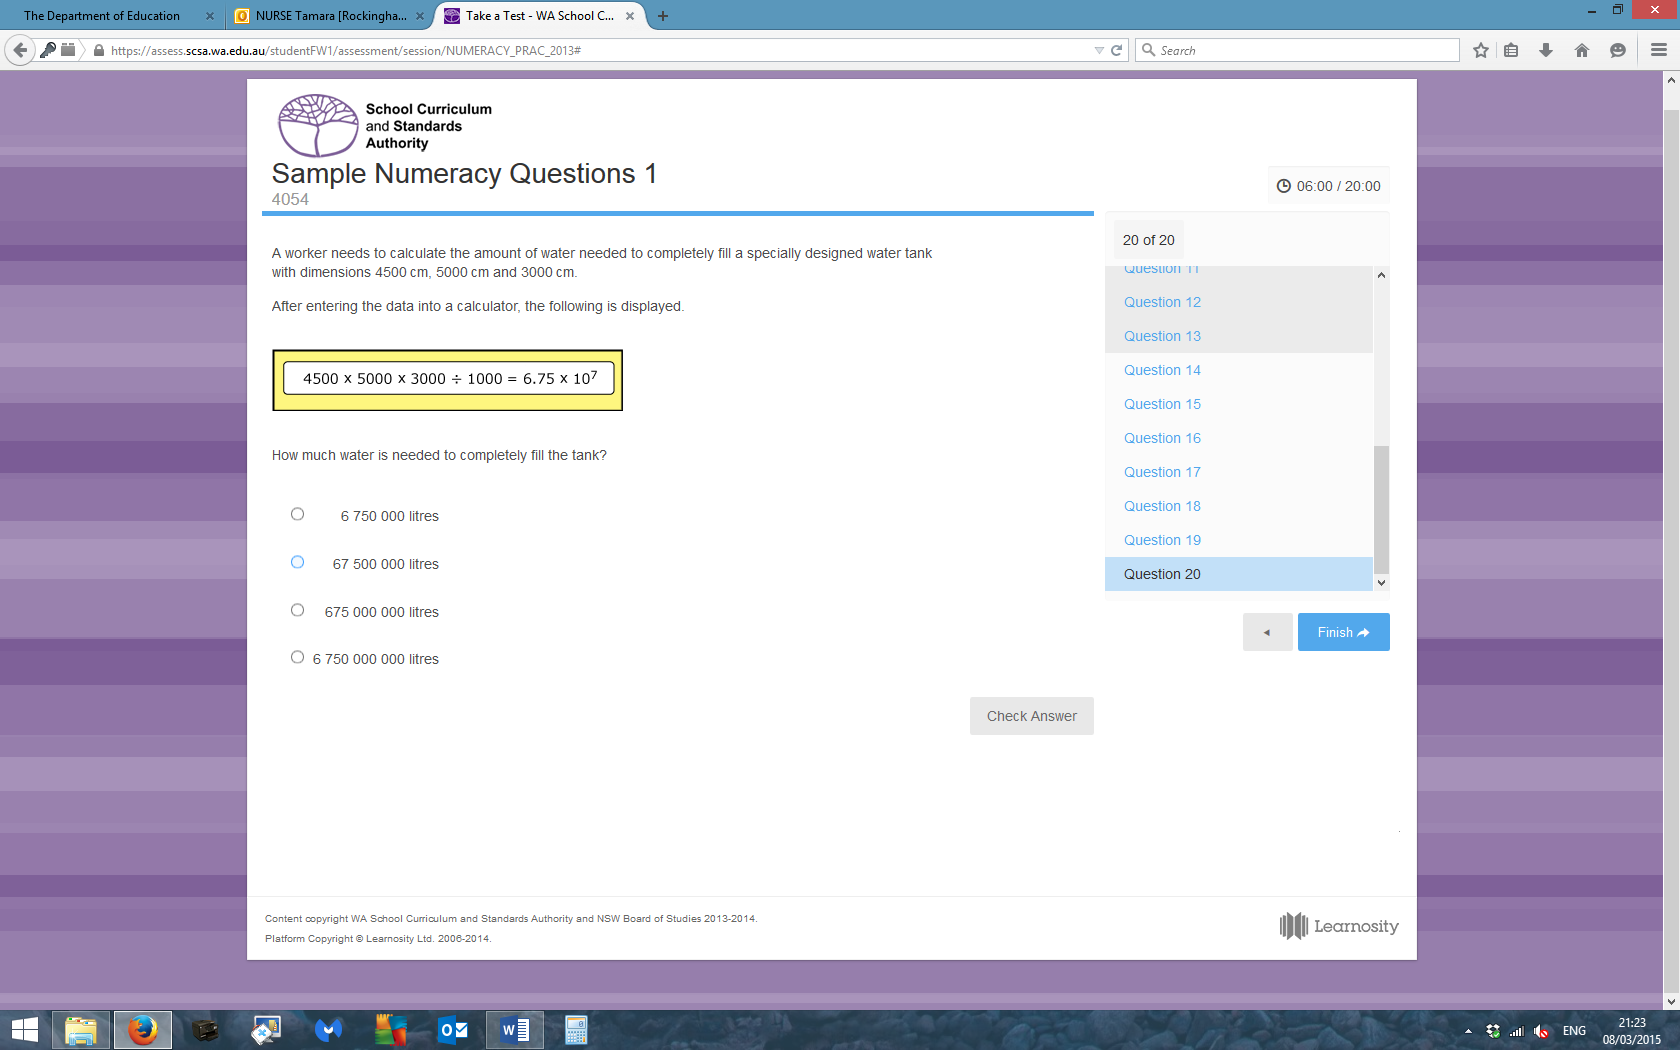 The Department of Education
NURSE Tamara [Rockingha...
Take a Test - WA School C...
https://assess.scsa.wa.edu.au/studentFW1/assessment/session/NUMERACY_PRAC_2013#
Search
School Curriculum
and Standards
Authority
Sample Numeracy Questions 1
4054
06:00 / 20:00
A worker needs to calculate the amount of water needed to completely fill a specially designed water tank
with dimensions 4500 cm, 5000 cm and 3000 cm.
After entering the data into a calculator, the following is displayed.
4500 x 5000 x 3000 ÷ 1000 = 6.75 x 10⁷
How much water is needed to completely fill the tank?
6 750 000 litres
67 500 000 litres
675 000 000 litres
6 750 000 000 litres
Check Answer
20 of 20
Question 11
Question 12
Question 13
Question 14
Question 15
Question 16
Question 17
Question 18
Question 19
Question 20
Finish
Content copyright WA School Curriculum and Standards Authority and NSW Board of Studies 2013-2014.
Platform Copyright © Learnosity Ltd. 2006-2014.
Learnosity
ENG
21:23
08/03/2015